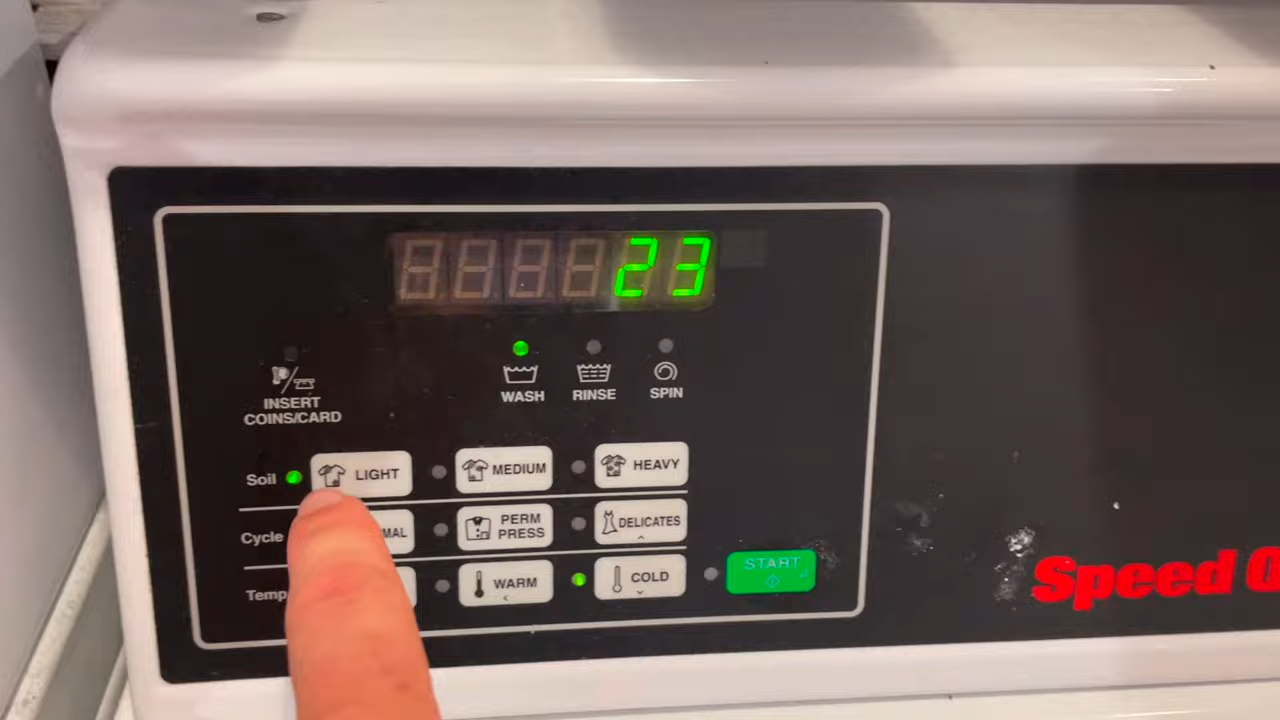 23
WASH
RINSE
SPIN
INSERT
COINS/CARD
Soil
LIGHT
MEDIUM
HEAVY
Cycle
PERM
PRESS
DELICATES
Temp
WARM
COLD
START
Speed